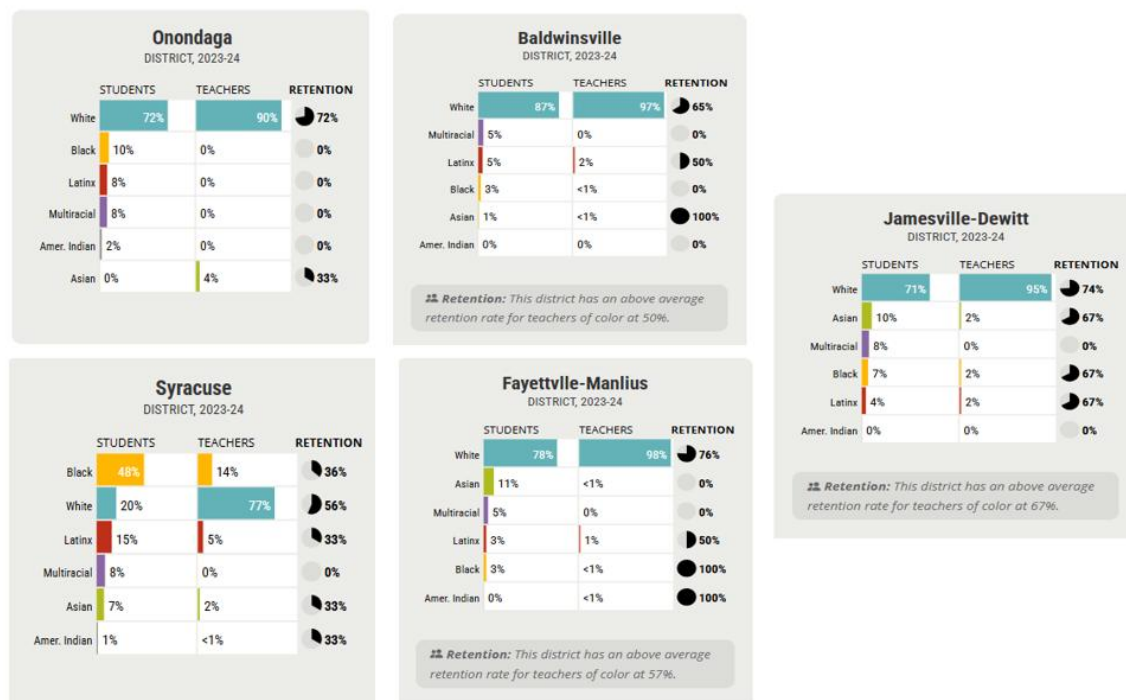 Onondaga
DISTRICT, 2023-24
STUDENTS TEACHERS RETENTION
White 72% 90% 72%
Black 10% 0% 0%
Latinx 8% 0% 0%
Multiracial 8% 0% 0%
Amer. Indian 2% 0% 0%
Asian 0% 4% 33%
Baldwinsville
DISTRICT, 2023-24
STUDENTS TEACHERS RETENTION
White 87% 97% 65%
Multiracial 5% 0% 0%
Latinx 5% 2% 50%
Black 3% <1% 0%
Asian 1% <1% 100%
Amer. Indian 0% 0% 0%
Retention: This district has an above average
retention rate for teachers of color at 50%.
Jamesville-Dewitt
DISTRICT, 2023-24
STUDENTS TEACHERS RETENTION
White 71% 95% 74%
Asian 10% 2% 67%
Multiracial 8% 0% 0%
Black 7% 2% 67%
Latinx 4% 2% 67%
Amer. Indian 0% 0% 0%
Retention: This district has an above average
retention rate for teachers of color at 67%.
Syracuse
DISTRICT, 2023-24
STUDENTS TEACHERS RETENTION
Black 48% 14% 36%
White 20% 77% 56%
Latinx 15% 5% 33%
Multiracial 8% 0% 0%
Asian 7% 2% 33%
Amer. Indian 1% <1% 33%
Fayettvlle-Manlius
DISTRICT, 2023-24
STUDENTS TEACHERS RETENTION
White 78% 98% 76%
Asian 11% <1% 0%
Multiracial 5% 0% 0%
Latinx 3% 1% 50%
Black 3% <1% 100%
Amer. Indian 0% <1% 100%
Retention: This district has an above average
retention rate for teachers of color at 57%.